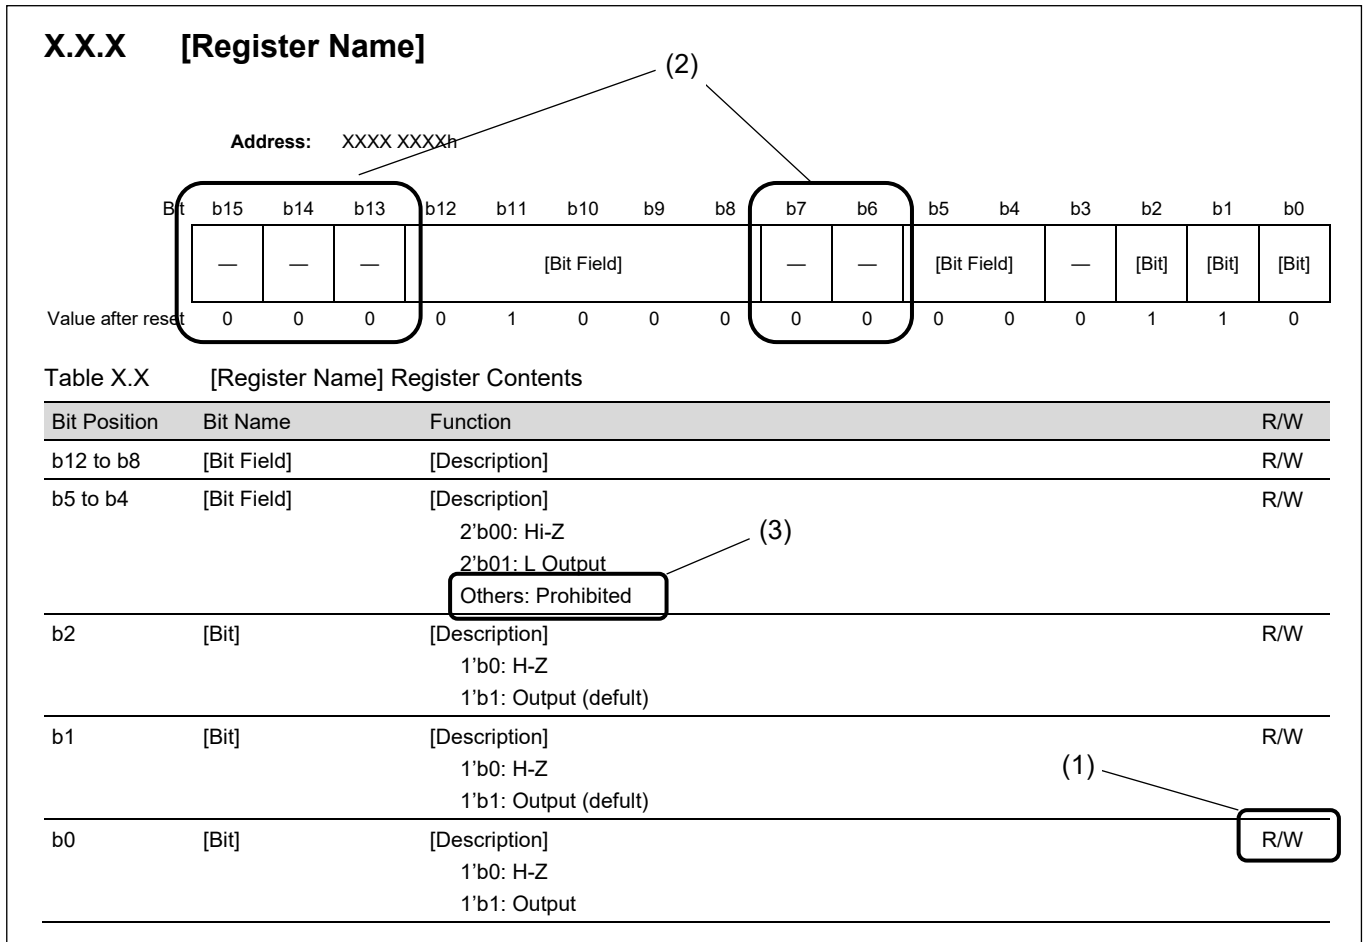 X.X.X [Register Name]
(2)
Address: XXXX XXXXh
Bit b15 b14 b13 b12 b11 b10 b9 b8 b7 b6 b5 b4 b3 b2 b1 b0
— — — [Bit Field] — — [Bit Field] — [Bit] [Bit] [Bit]
Value after reset 0 0 0 0 1 0 0 0 0 0 0 0 0 1 1 0
Table X.X [Register Name] Register Contents
Bit Position Bit Name Function R/W
b12 to b8 [Bit Field] [Description] R/W
b5 to b4 [Bit Field] [Description] R/W
2’b00: Hi-Z
(3)
2’b01: L Output
Others: Prohibited
b2 [Bit] [Description] R/W
1’b0: H-Z
1’b1: Output (defult)
b1 [Bit] [Description] R/W
1’b0: H-Z
(1)
1’b1: Output (defult)
b0 [Bit] [Description] R/W
1’b0: H-Z
1’b1: Output